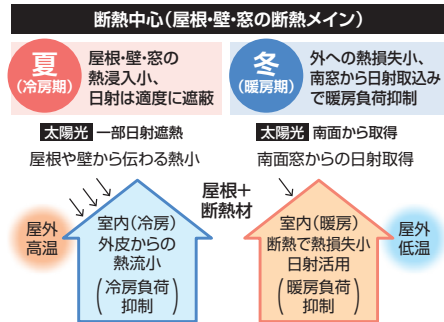 断熱中心（屋根・壁・窓の断熱メイン）
夏
（冷房期）
屋根・壁・窓の
熱浸入小、
日射は適度に遮蔽
冬
（暖房期）
外への熱損失小、
南窓から日射取込み
で暖房負荷抑制
太陽光 一部日射遮熱
屋根や壁から伝わる熱小
太陽光 南面から取得
南面窓からの日射取得
屋根＋
断熱材
屋外
高温
室内（冷房）
外皮からの
熱流小
（冷房負荷
抑制）
室内（暖房）
断熱で熱損失小
日射活用
（暖房負荷
抑制）
屋外
低温